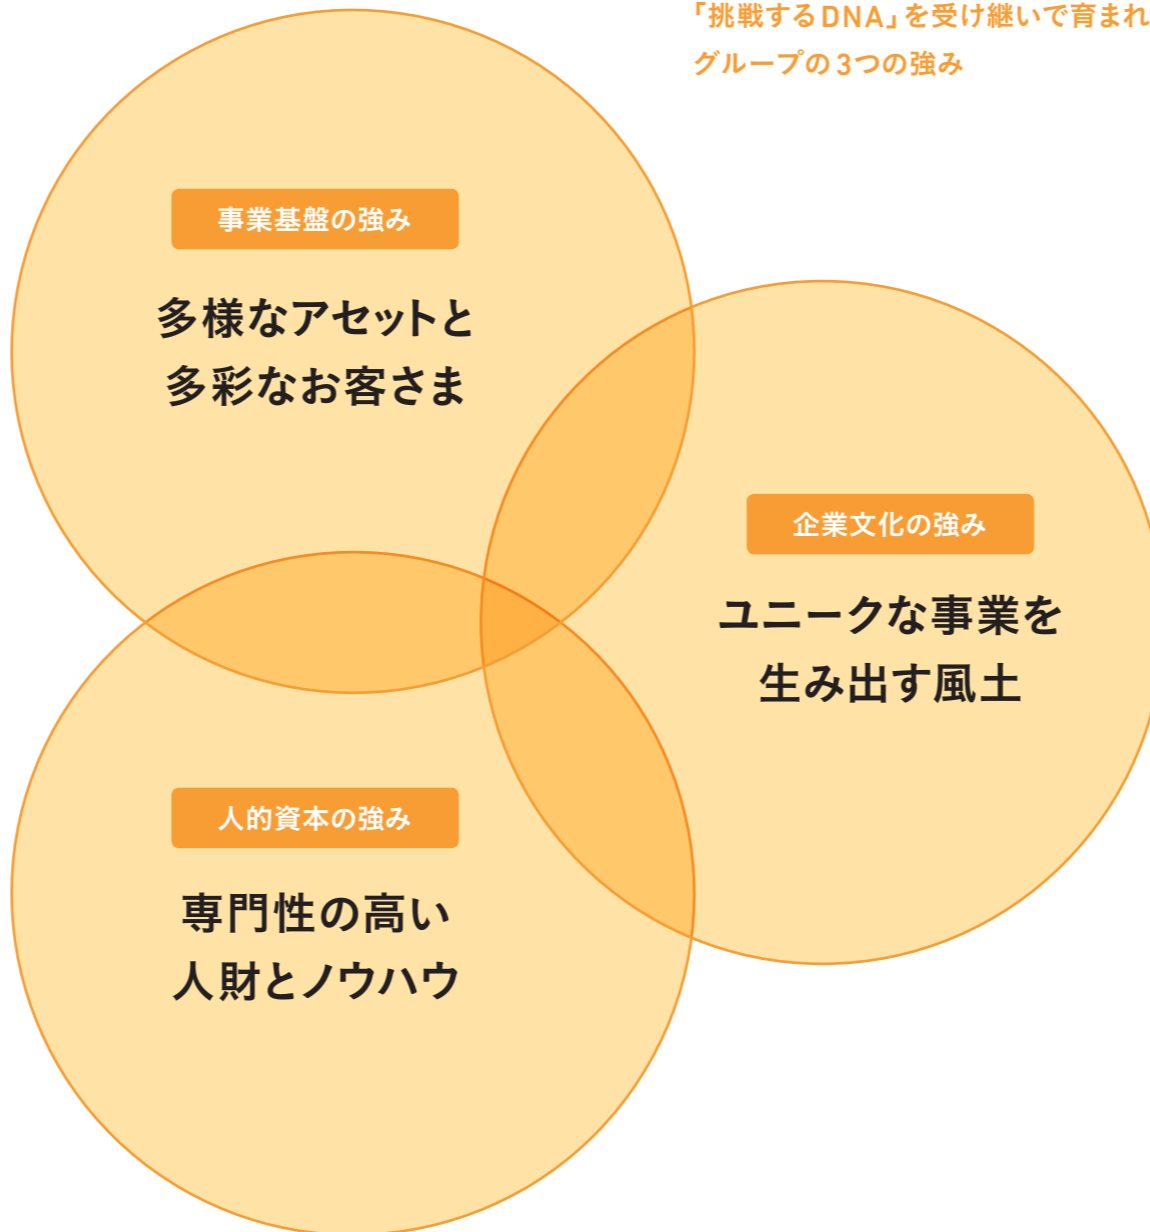 「挑戦するDNA」を受け継いで育まれ
グループの3つの強み
事業基盤の強み
多様なアセットと
多彩なお客さま
企業文化の強み
ユニークな事業を
生み出す風土
人的資本の強み
専門性の高い
人財とノウハウ